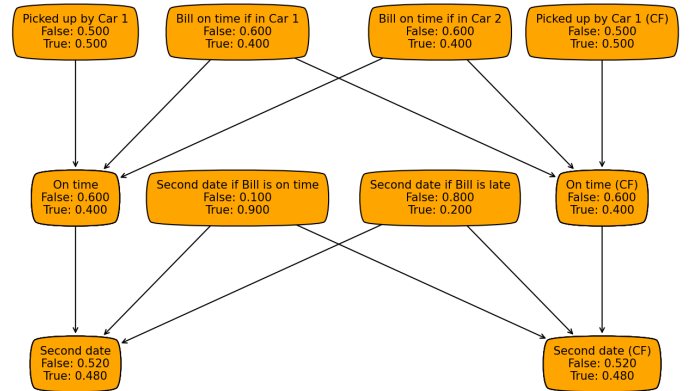 Picked up by Car 1
False: 0.500
True: 0.500
Bill on time if in Car 1
False: 0.600
True: 0.400
Bill on time if in Car 2
False: 0.600
True: 0.400
Picked up by Car 1 (CF)
False: 0.500
True: 0.500
On time
False: 0.600
True: 0.400
Second date if Bill is on time
False: 0.100
True: 0.900
Second date if Bill is late
False: 0.800
True: 0.200
On time (CF)
False: 0.600
True: 0.400
Second date
False: 0.520
True: 0.480
Second date (CF)
False: 0.520
True: 0.480